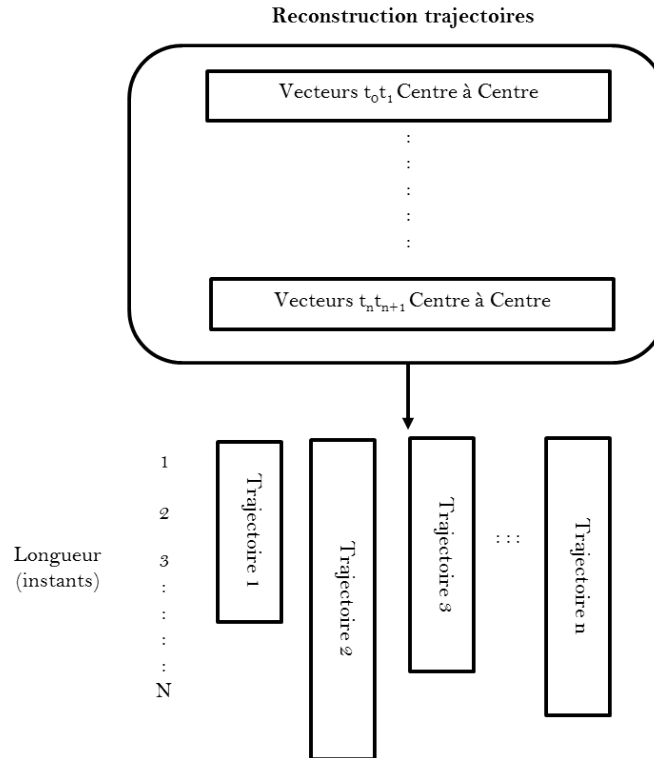 Reconstruction trajectoires
Vecteurs t₀t₁ Centre à Centre
:
:
:
:
:
Vecteurs tₙtₙ₊₁ Centre à Centre
1
2
3
:
:
:
:
N
Longueur
(instants)
Trajectoire 1
Trajectoire 2
Trajectoire 3
: : :
Trajectoire n